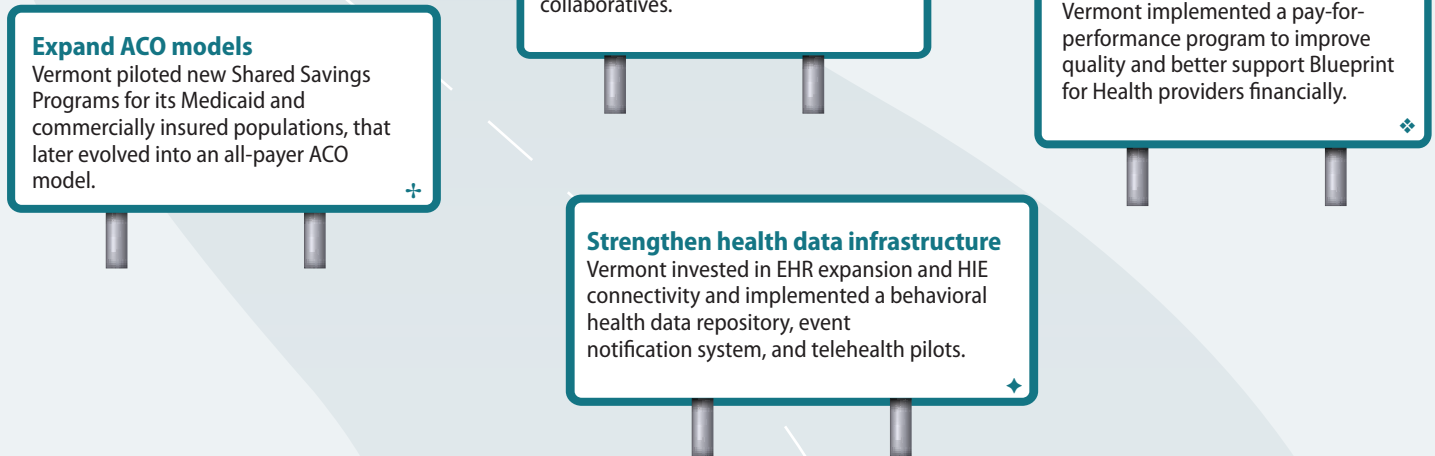 collaboratives.
Vermont implemented a pay-for-
performance program to improve
quality and better support Blueprint
for Health providers financially.
Expand ACO models
Vermont piloted new Shared Savings
Programs for its Medicaid and
commercially insured populations, that
later evolved into an all-payer ACO
model.
Strengthen health data infrastructure
Vermont invested in EHR expansion and HIE
connectivity and implemented a behavioral
health data repository, event
notification system, and telehealth pilots.